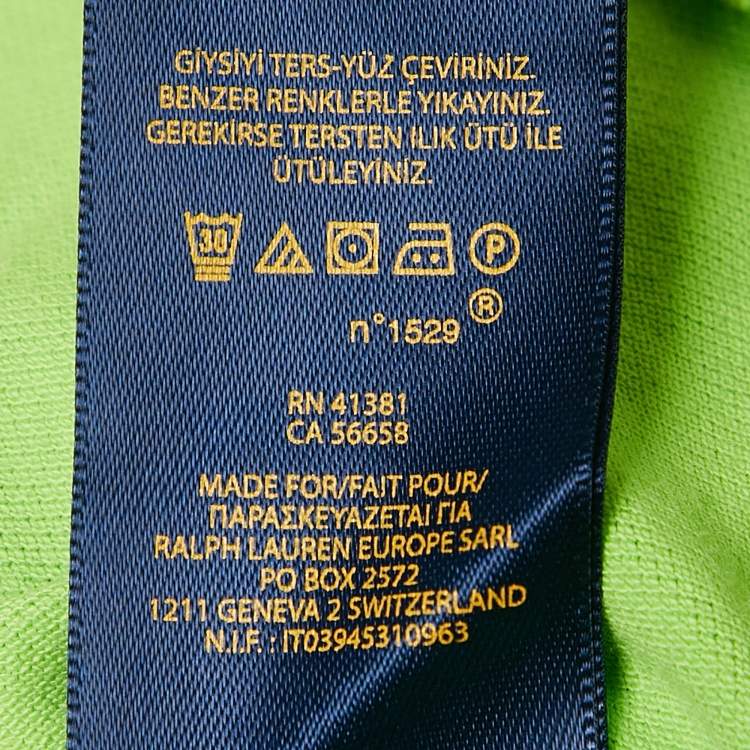 GİYSİYİ TERS-YÜZ ÇEVİRİNİZ.
BENZER RENKLERLE YIKAYINIZ.
GEREKİRSE TERSTEN ILIK ÜTÜ İLE
ÜTÜLEYİNİZ.
30 P
n°1529 ®
RN 41381
CA 56658
MADE FOR/FAIT POUR/
ΠΑΡΑΣΚΕΥΑΖΕΤΑΙ ΓΙΑ
RALPH LAUREN EUROPE SARL
PO BOX 2572
1211 GENEVA 2 SWITZERLAND
N.I.F. : IT03945310963